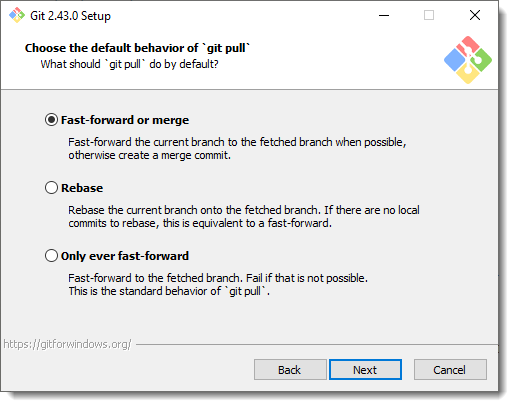 Git 2.43.0 Setup
Choose the default behavior of `git pull`
What should `git pull` do by default?
Fast-forward or merge
Fast-forward the current branch to the fetched branch when possible,
otherwise create a merge commit.
Rebase
Rebase the current branch onto the fetched branch. If there are no local
commits to rebase, this is equivalent to a fast-forward.
Only ever fast-forward
Fast-forward to the fetched branch. Fail if that is not possible.
This is the standard behavior of `git pull`.
https://gitforwindows.org/
Back
Next
Cancel